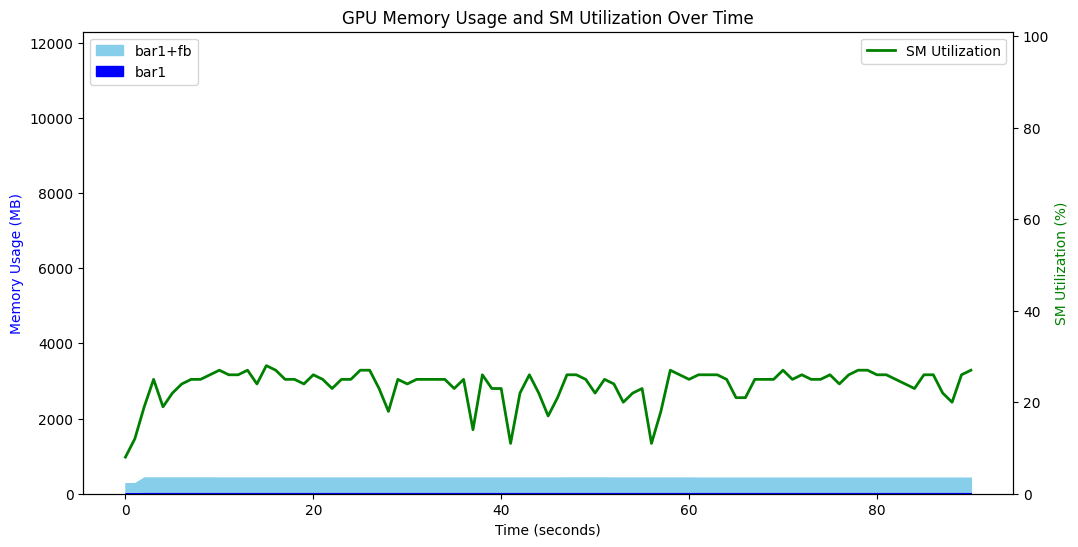 GPU Memory Usage and SM Utilization Over Time
bar1+fb
bar1
SM Utilization
12000
10000
8000
6000
4000
2000
0
Memory Usage (MB)
100
80
60
40
20
0
SM Utilization (%)
0 20 40 60 80
Time (seconds)